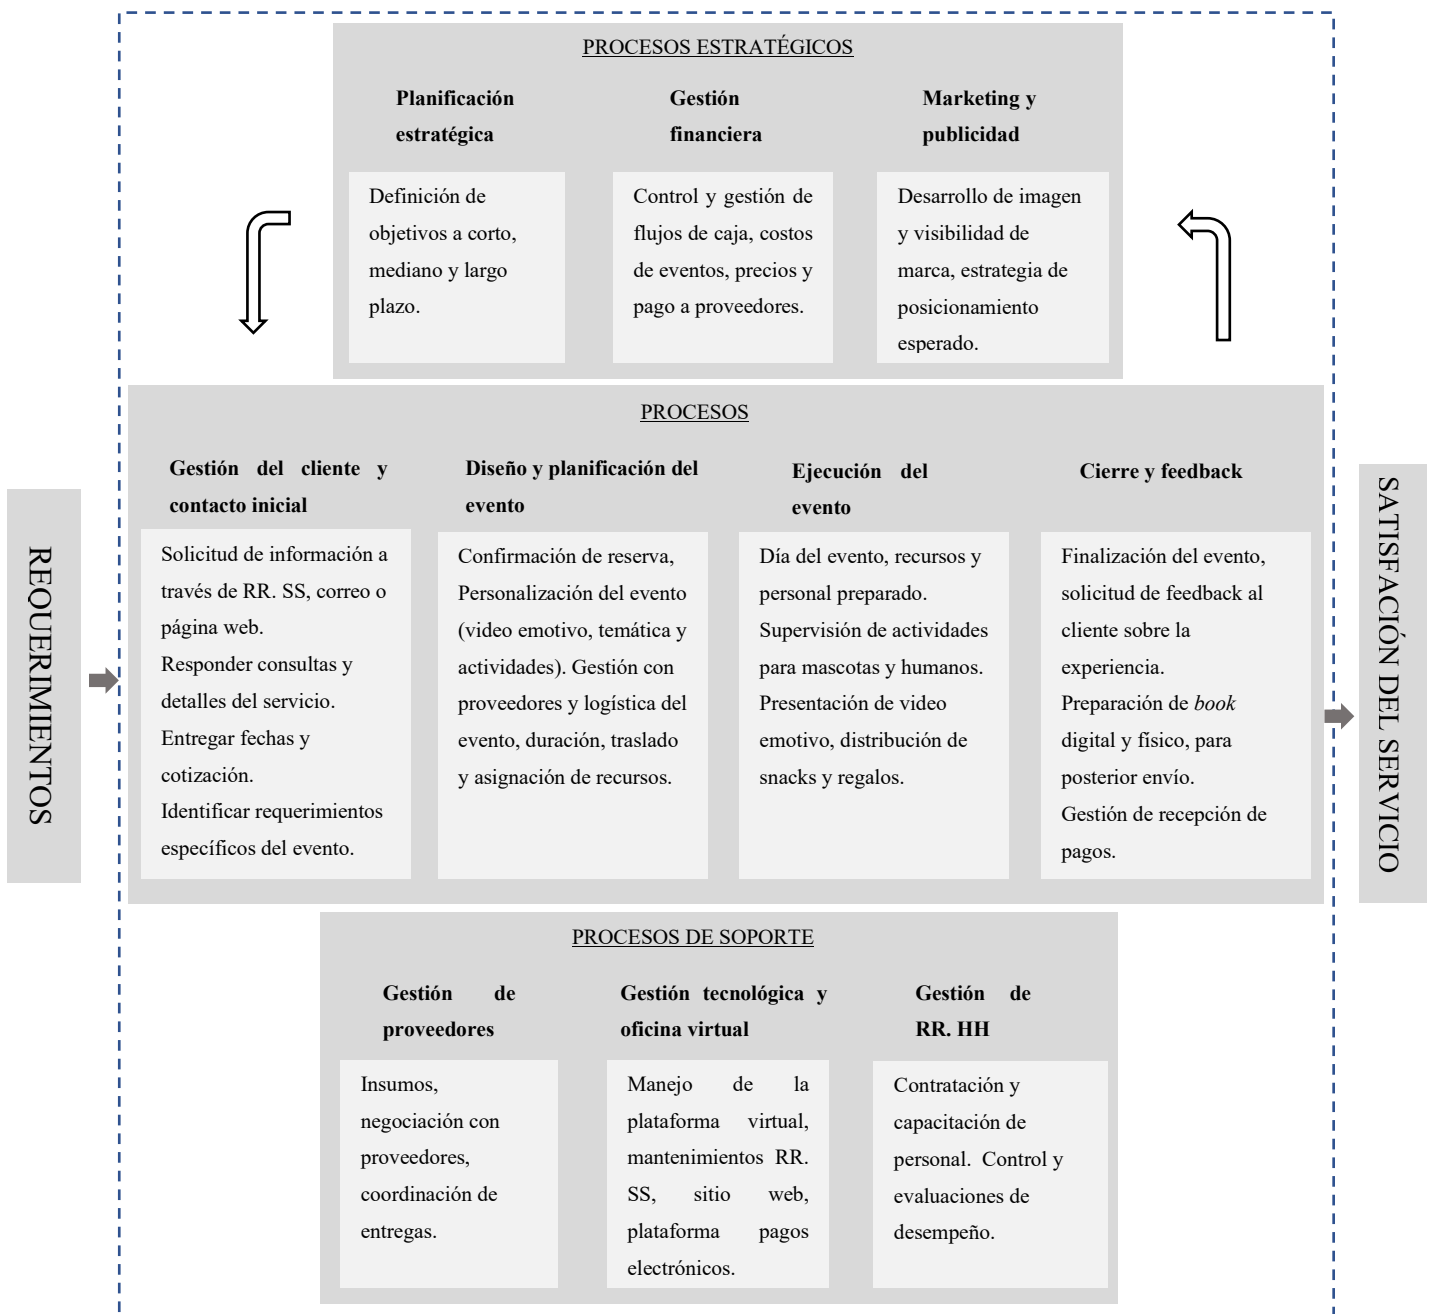 PROCESOS ESTRATÉGICOS
Planificación
estratégica
Definición de
objetivos a corto,
mediano y largo
plazo.
Gestión
financiera
Control y gestión de
flujos de caja, costos
de eventos, precios y
pago a proveedores.
Marketing y
publicidad
Desarrollo de imagen
y visibilidad de
marca, estrategia de
posicionamiento
esperado.
REQUERIMIENTOS
PROCESOS
Gestión del cliente y
contacto inicial
Solicitud de información a
través de RR. SS, correo o
página web.
Responder consultas y
detalles del servicio.
Entregar fechas y
cotización.
Identificar requerimientos
específicos del evento.
Diseño y planificación del
evento
Confirmación de reserva,
Personalización del evento
(video emotivo, temática y
actividades). Gestión con
proveedores y logística del
evento, duración, traslado
y asignación de recursos.
Ejecución del
evento
Día del evento, recursos y
personal preparado.
Supervisión de actividades
para mascotas y humanos.
Presentación de video
emotivo, distribución de
snacks y regalos.
Cierre y feedback
Finalización del evento,
solicitud de feedback al
cliente sobre la
experiencia.
Preparación de book
digital y físico, para
posterior envío.
Gestión de recepción de
pagos.
SATISFACIÓN DEL SERVICIO
PROCESOS DE SOPORTE
Gestión de
proveedores
Insumos,
negociación con
proveedores,
coordinación de
entregas.
Gestión tecnológica y
oficina virtual
Manejo de la
plataforma virtual,
mantenimientos RR.
SS, sitio web,
plataforma pagos
electrónicos.
Gestión de
RR. HH
Contratación y
capacitación de
personal. Control y
evaluaciones de
desempeño.